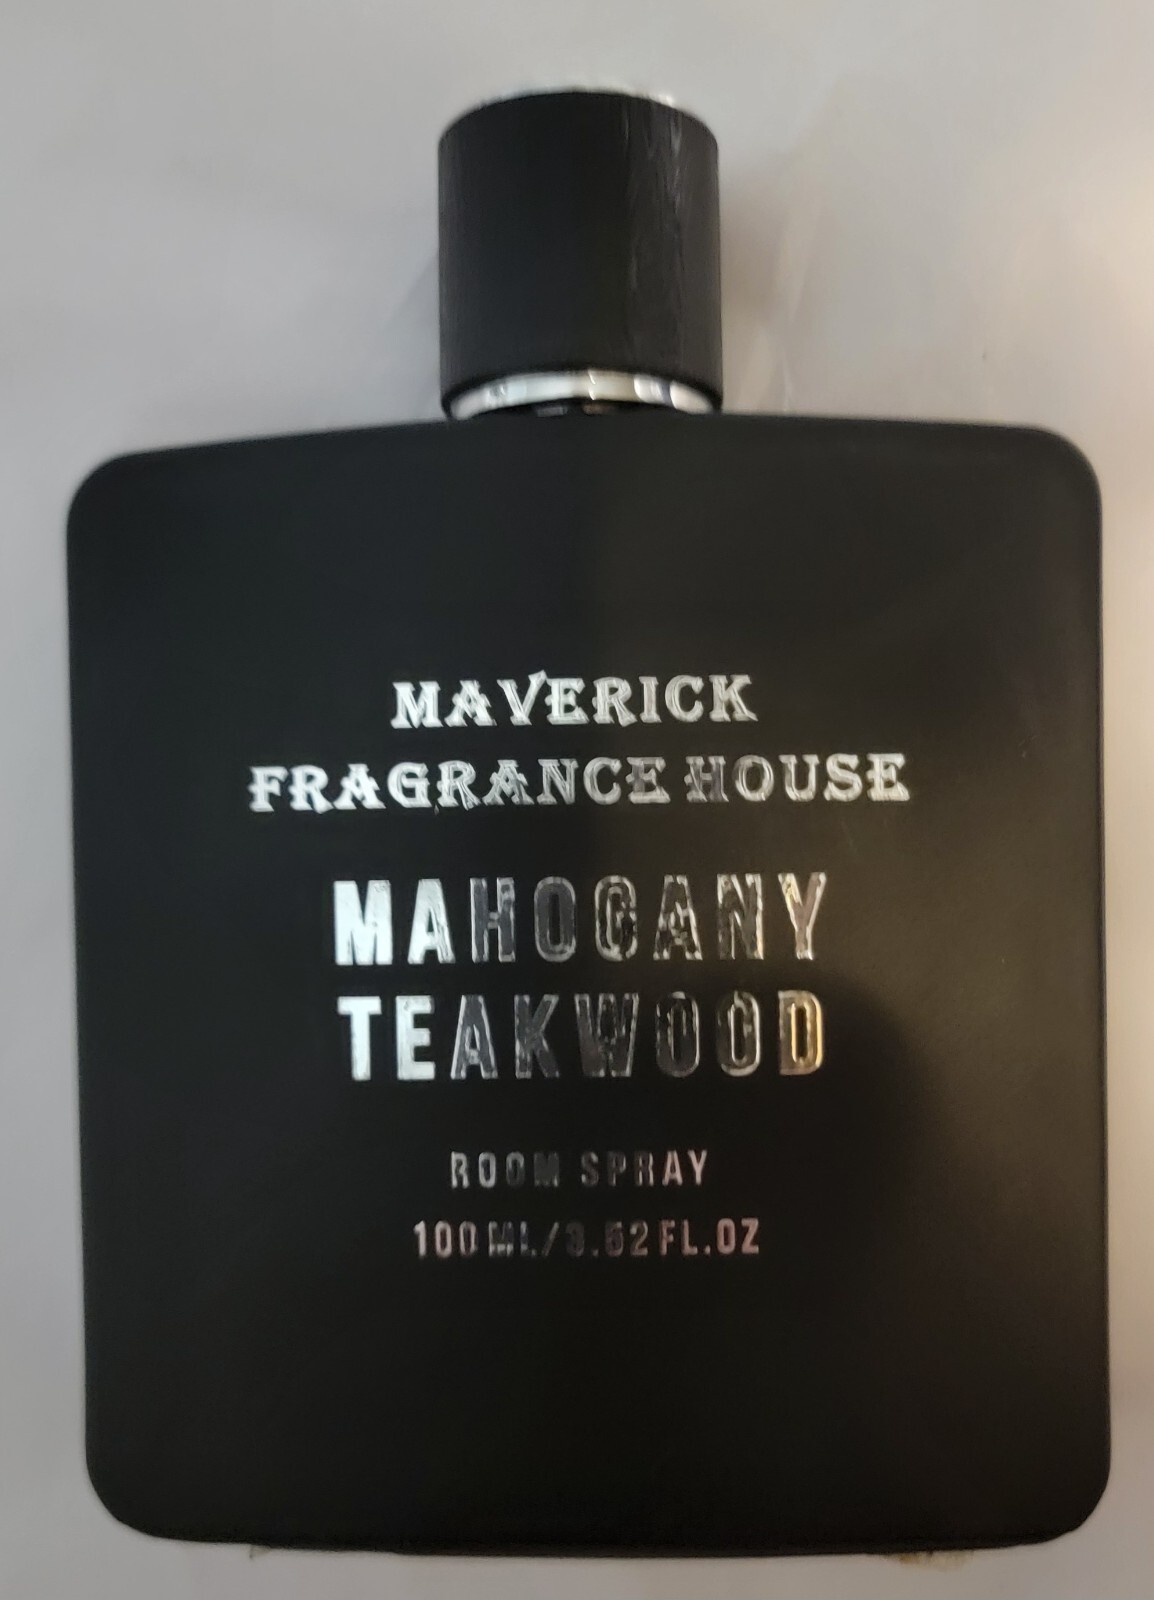 MAVERICK
FRAGRANCE HOUSE
MAHOGANY
TEAKWOOD
ROOM SPRAY
100ML/3.52FL.OZ